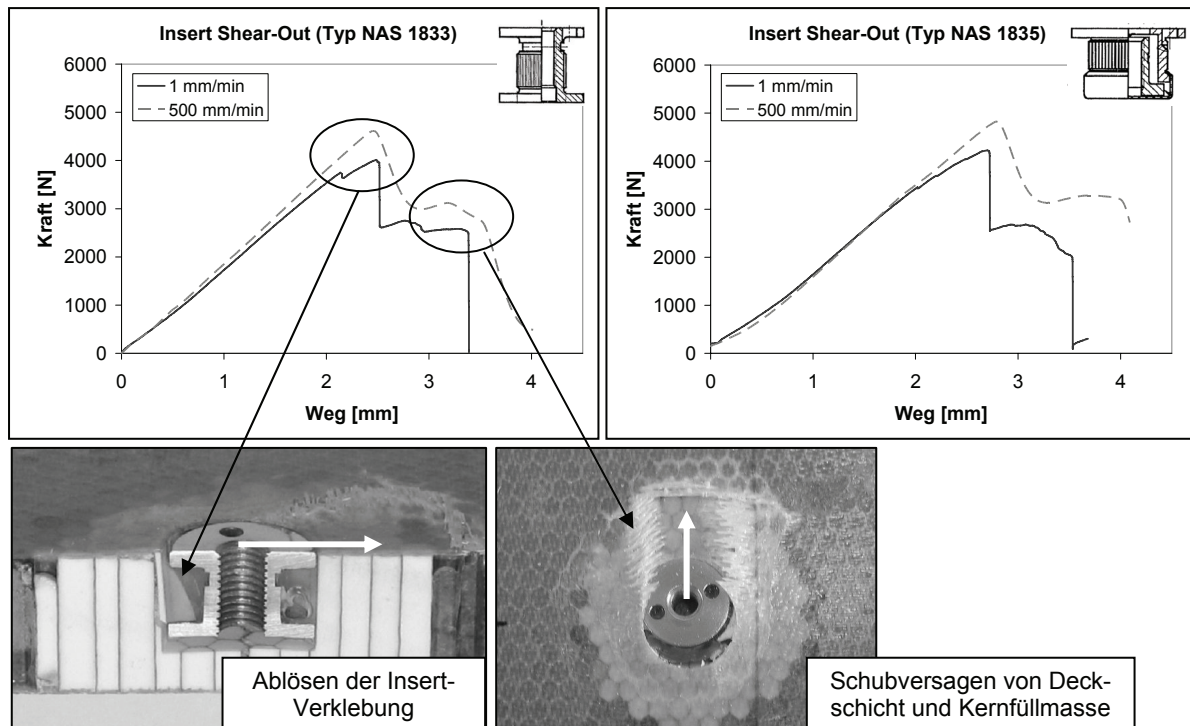 Insert Shear-Out (Typ NAS 1833)
6000
5000
4000
3000
2000
1000
0
Kraft [N]
1 mm/min
500 mm/min
0 1 2 3 4
Weg [mm]
Insert Shear-Out (Typ NAS 1835)
6000
5000
4000
3000
2000
1000
0
Kraft [N]
1 mm/min
500 mm/min
0 1 2 3 4
Weg [mm]
Ablösen der Insert-
Verklebung
Schubversagen von Deck-
schicht und Kernfüllmasse